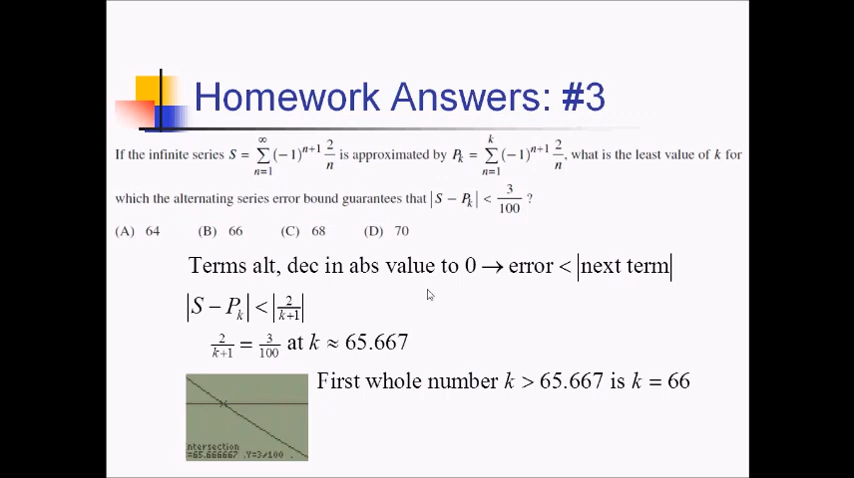 Homework Answers: #3
If the infinite series S = ∑_{n=1}^{∞} (−1)^{n+1} 2/n is approximated by P_k = ∑_{n=1}^{k} (−1)^{n+1} 2/n, what is the least value of k for
which the alternating series error bound guarantees that |S − P_k| < 3/100 ?
(A) 64 (B) 66 (C) 68 (D) 70
Terms alt, dec in abs value to 0 → error < |next term|
|S − P_k| < |2/(k+1)|
2/(k+1) = 3/100 at k ≈ 65.667
First whole number k > 65.667 is k = 66
ntersection
=65.666667 .Y=3/100 .